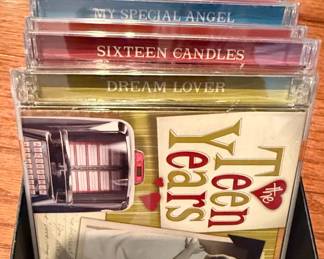 MY SPECIAL ANGEL
SIXTEEN CANDLES
DREAM LOVER
the
Teen
Years